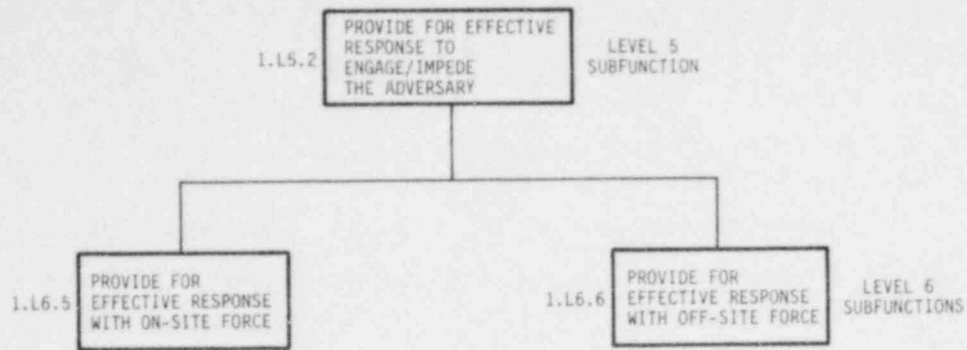 1.L5.2
PROVIDE FOR EFFECTIVE
RESPONSE TO
ENGAGE/IMPEDE
THE ADVERSARY
LEVEL 5
SUBFUNCTION
1.L6.5
PROVIDE FOR
EFFECTIVE RESPONSE
WITH ON-SITE FORCE
1.L6.6
PROVIDE FOR
EFFECTIVE RESPONSE
WITH OFF-SITE FORCE
LEVEL 6
SUBFUNCTIONS